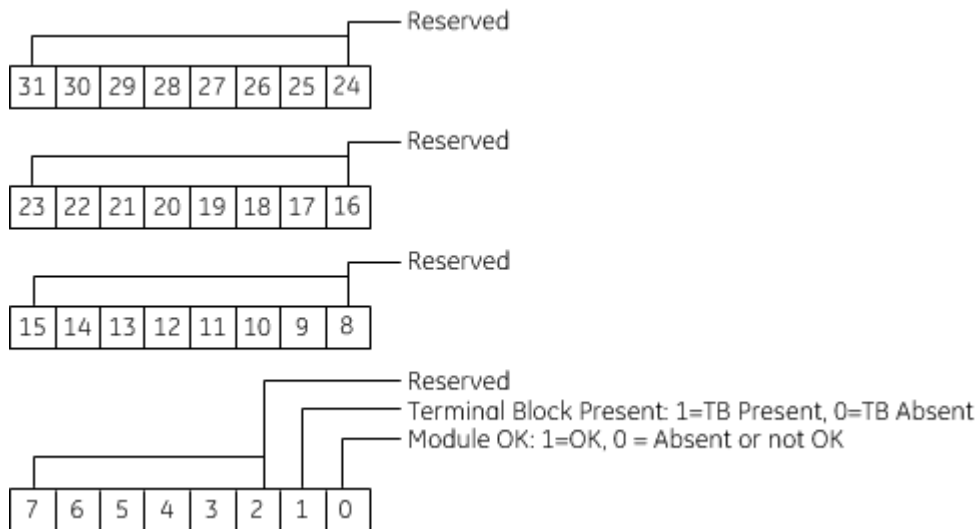 Reserved
31 30 29 28 27 26 25 24
Reserved
23 22 21 20 19 18 17 16
Reserved
15 14 13 12 11 10 9 8
Reserved
Terminal Block Present: 1=TB Present, 0=TB Absent
Module OK: 1=OK, 0 = Absent or not OK
7 6 5 4 3 2 1 0